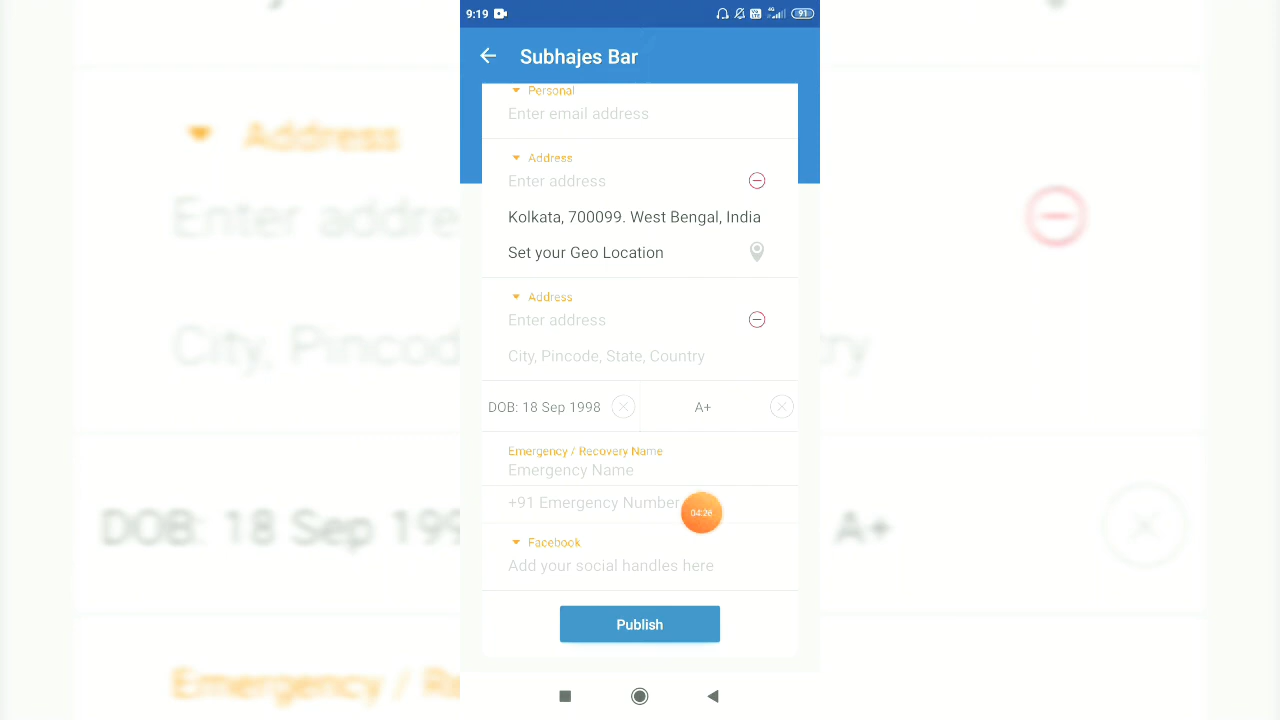 9:19
91
Subhajes Bar
Personal
Enter email address
Address
Enter address
Kolkata, 700099. West Bengal, India
Set your Geo Location
Address
Enter address
City, Pincode, State, Country
DOB: 18 Sep 1998
A+
Emergency / Recovery Name
Emergency Name
+91 Emergency Number
04:26
Facebook
Add your social handles here
Publish